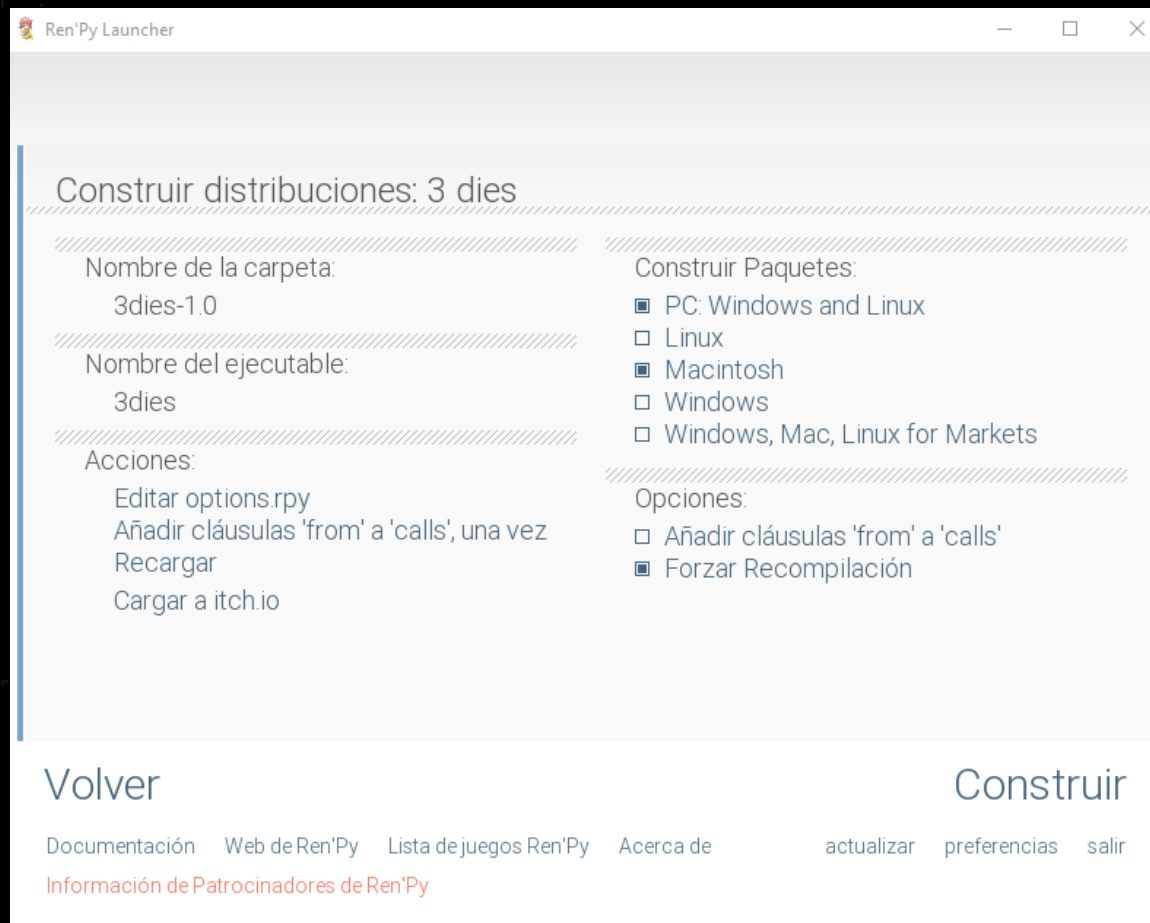 Ren'Py Launcher
Construir distribuciones: 3 dies
Nombre de la carpeta:
3dies-1.0
Nombre del ejecutable:
3dies
Acciones:
Editar options.rpy
Añadir cláusulas 'from' a 'calls', una vez
Recargar
Cargar a itch.io
Construir Paquetes:
PC: Windows and Linux
Linux
Macintosh
Windows
Windows, Mac, Linux for Markets
Opciones:
Añadir cláusulas 'from' a 'calls'
Forzar Recompilación
Volver
Construir
Documentación
Web de Ren'Py
Lista de juegos Ren'Py
Acerca de
actualizar
preferencias
salir
Información de Patrocinadores de Ren'Py